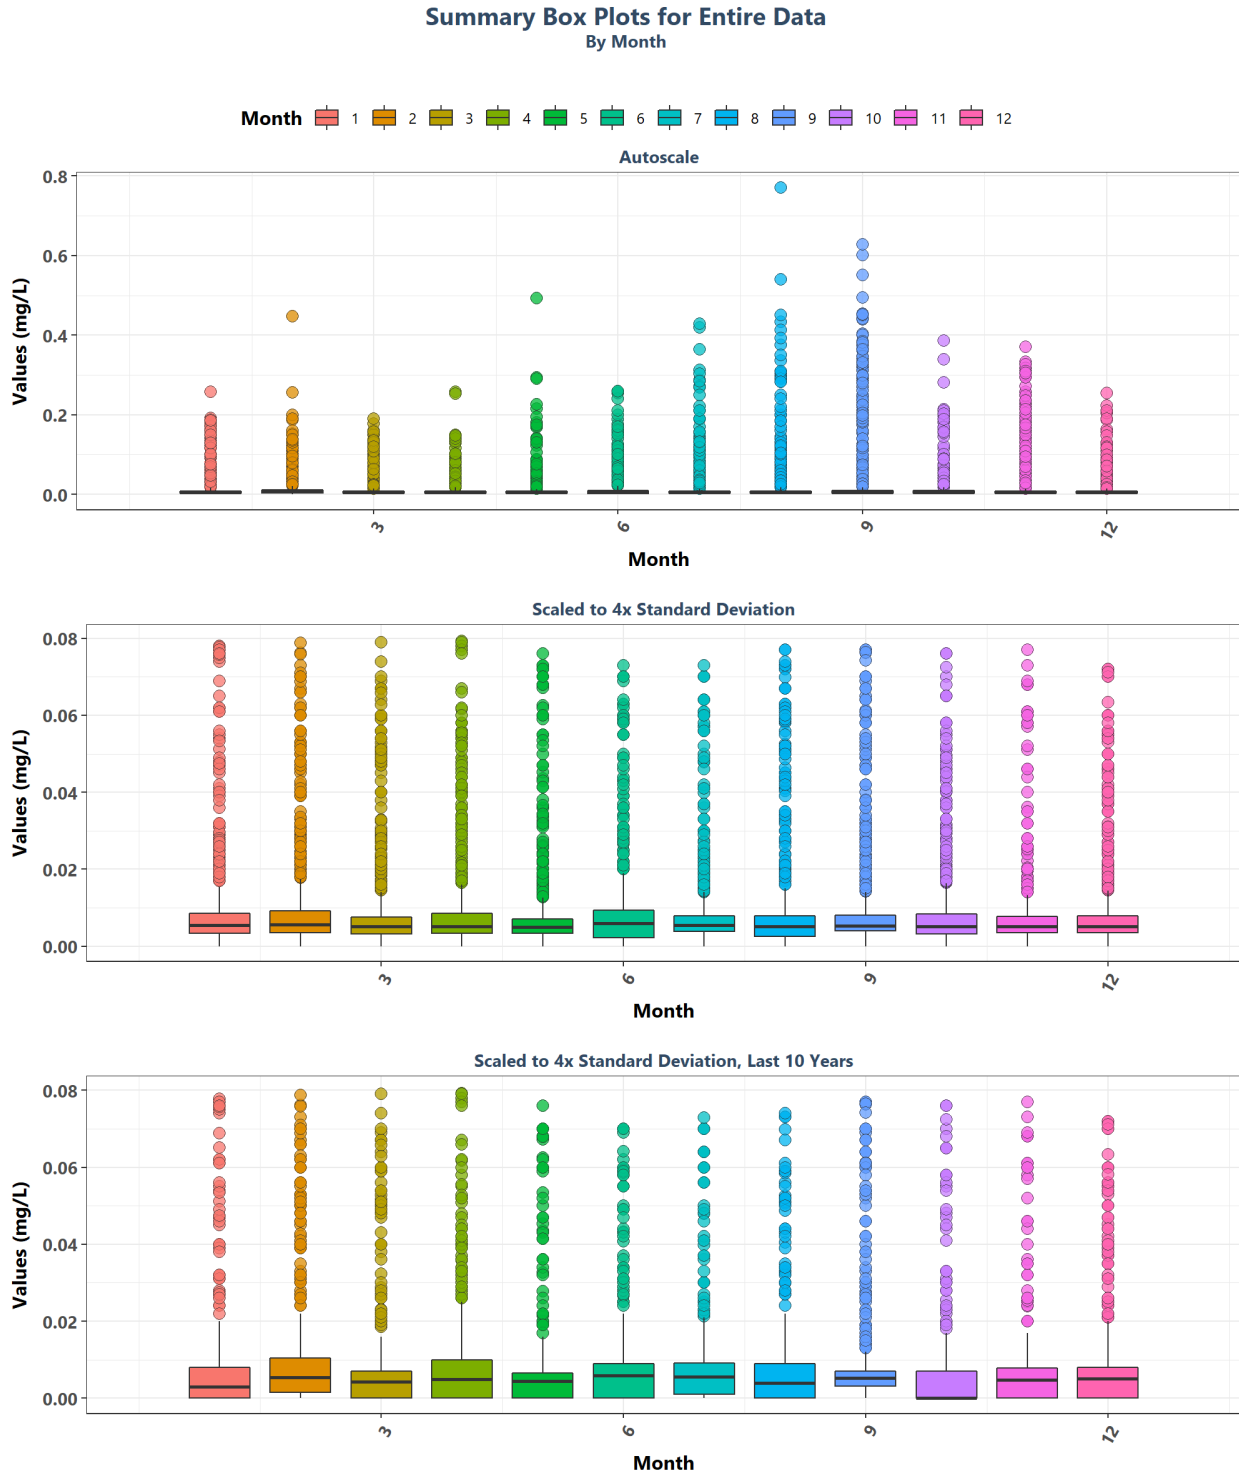 Summary Box Plots for Entire Data
By Month
Month 1 2 3 4 5 6 7 8 9 10 11 12
Autoscale
0.8
0.6
0.4
0.2
0.0
Values (mg/L)
3 6 9 12
Month
Scaled to 4x Standard Deviation
0.08
0.06
0.04
0.02
0.00
Values (mg/L)
3 6 9 12
Month
Scaled to 4x Standard Deviation, Last 10 Years
0.08
0.06
0.04
0.02
0.00
Values (mg/L)
3 6 9 12
Month